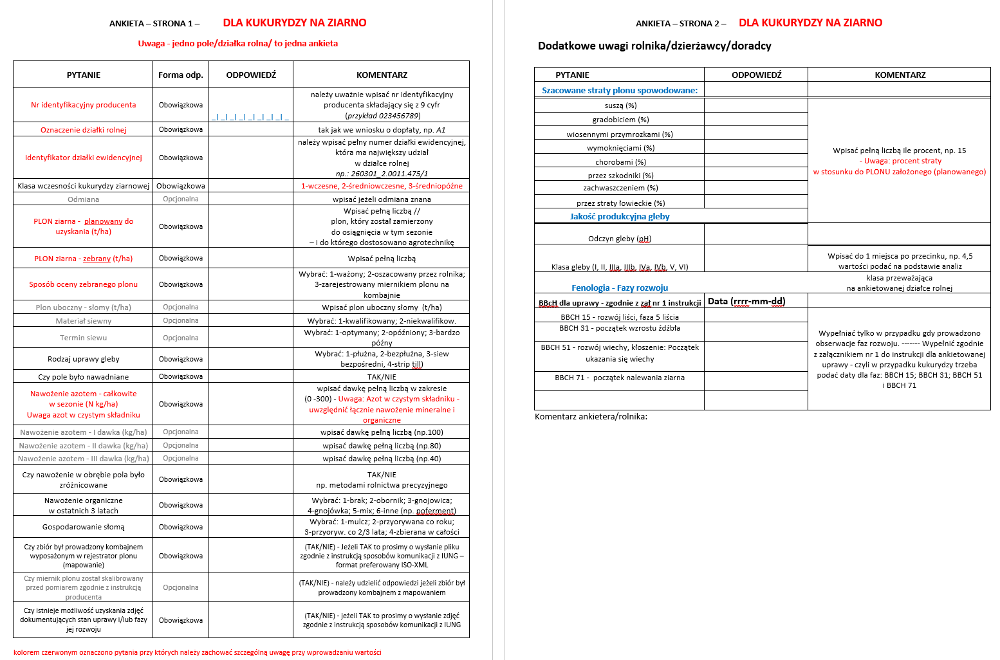 ANKIETA – STRONA 1 – DLA KUKURYDZY NA ZIARNO
Uwaga - jedno pole/działka rolna/ to jedna ankieta
PYTANIE Forma odp. ODPOWIEDŹ KOMENTARZ
Nr identyfikacyjny producenta Obowiązkowa _| _| _| _| _| _| _| _| _ należy uważnie wpisać nr identyfikacyjny
producenta składający się z 9 cyfr
(przykład 023456789)
Oznaczenie działki rolnej Obowiązkowa tak jak we wniosku o dopłaty, np. A1
Identyfikator działki ewidencyjnej Obowiązkowa należy wpisać pełny numer działki ewidencyjnej,
która ma największy udział
w działce rolnej
np.: 260301_2.0011.475/1
Klasa wczesności kukurydzy ziarnowej Obowiązkowa 1-wczesne, 2-średniowczesne, 3-średniopóźne
Odmiana Opcjonalna wpisać jeżeli odmiana znana
PLON ziarna - planowany do
uzyskania (t/ha) Obowiązkowa Wpisać pełną liczbą //
plon, który został zamierzony
do osiągnięcia w tym sezonie
– i do którego dostosowano agrotechnikę
PLON ziarna - zebrany (t/ha) Obowiązkowa Wpisać pełną liczbą
Sposób oceny zebranego plonu Obowiązkowa Wybrać: 1-ważony; 2-oszacowany przez rolnika;
3-zarejestrowany miernikiem plonu na
kombajnie
Plon uboczny - słomy (t/ha) Opcjonalna Wpisać plon uboczny słomy (t/ha)
Materiał siewny Opcjonalna Wybrać: 1-kwalifikowany; 2-niekwalifikow.
Termin siewu Opcjonalna Wybrać: 1-optymany; 2-opóźniony; 3-bardzo
późny
Rodzaj uprawy gleby Obowiązkowa Wybrać: 1-płużna, 2-bezpłużna, 3-siew
bezpośredni, 4-strip till)
Czy pole było nawadniane Obowiązkowa TAK/NIE
Nawożenie azotem - całkowite
w sezonie (N kg/ha)
Uwaga azot w czystym składniku Obowiązkowa wpisać dawkę pełną liczbą w zakresie
(0 -300) - Uwaga: Azot w czystym składniku -
uwzględnić łącznie nawożenie mineralne i
organiczne
Nawożenie azotem - I dawka (kg/ha) Opcjonalna wpisać dawkę pełną liczbą (np.100)
Nawożenie azotem - II dawka (kg/ha) Opcjonalna wpisać dawkę pełną liczbą (np.80)
Nawożenie azotem - III dawka (kg/ha) Opcjonalna wpisać dawkę pełną liczbą (np.40)
Czy nawożenie w obrębie pola było
zróżnicowane Obowiązkowa TAK/NIE
np. metodami rolnictwa precyzyjnego
Nawożenie organiczne
w ostatnich 3 latach Obowiązkowa Wybrać: 1-brak; 2-obornik; 3-gnojowica;
4-gnojówka; 5-mix; 6-inne (np. poferment)
Gospodarowanie słomą Obowiązkowa Wybrać: 1-mulcz; 2-przyorywana co roku;
3-przyoryw. co 2/3 lata; 4-zbierana w całości
Czy zbiór był prowadzony kombajnem
wyposażonym w rejestrator plonu
(mapowanie) Obowiązkowa (TAK/NIE) - Jeżeli TAK to prosimy o wysłanie pliku
zgodnie z instrukcją sposobów komunikacji z IUNG –
format preferowany ISO-XML
Czy miernik plonu został skalibrowany
przed pomiarem zgodnie z instrukcją
producenta Opcjonalna (TAK/NIE) - należy udzielić odpowiedzi jeżeli zbiór był
prowadzony kombajnem z mapowaniem
Czy istnieje możliwość uzyskania zdjęć
dokumentujących stan uprawy i/lub fazy
jej rozwoju Obowiązkowa (TAK/NIE) - jeżeli TAK to prosimy o wysłanie zdjęć
zgodnie z instrukcją sposobów komunikacji z IUNG
kolorem czerwonym oznaczono pytania przy których należy zachować szczególną uwagę przy wprowadzaniu wartości
ANKIETA – STRONA 2 – DLA KUKURYDZY NA ZIARNO
Dodatkowe uwagi rolnika/dzierżawcy/doradcy
PYTANIE ODPOWIEDŹ KOMENTARZ
Szacowane straty plonu spowodowane:
suszą (%)
gradobiciem (%)
wiosennymi przymrozkami (%)
wymoknięciami (%)
chorobami (%)
przez szkodniki (%)
zachwaszczeniem (%)
przez straty łowieckie (%)
Wpisać pełną liczbą ile procent, np. 15
- Uwaga: procent straty
w stosunku do PLONU założonego (planowanego)
Jakość produkcyjna gleby
Odczyn gleby (pH)
Klasa gleby (I, II, IIIa, IIIb, IVa, IVb, V, VI) Wpisać do 1 miejsca po przecinku, np. 4,5
wartości podać na podstawie analiz
Fenologia - Fazy rozwoju klasa przeważająca
na ankietowanej działce rolnej
BBcH dla uprawy - zgodnie z zał nr 1 instrukcji Data (rrrr-mm-dd)
BBCH 15 - rozwój liści, faza 5 liścia
BBCH 31 - początek wzrostu źdźbła
BBCH 51 - rozwój wiechy, kłoszenie: Początek
ukazania się wiechy
BBCH 71 - początek nalewania ziarna
Wypełniać tylko w przypadku gdy prowadzono
obserwacje faz rozwoju. ------- Wypełnić zgodnie
z załącznikiem nr 1 do instrukcji dla ankietowanej
uprawy - czyli w przypadku kukurydzy trzeba
podać daty dla faz: BBCH 15; BBCH 31; BBCH 51
i BBCH 71
Komentarz ankietera/rolnika: